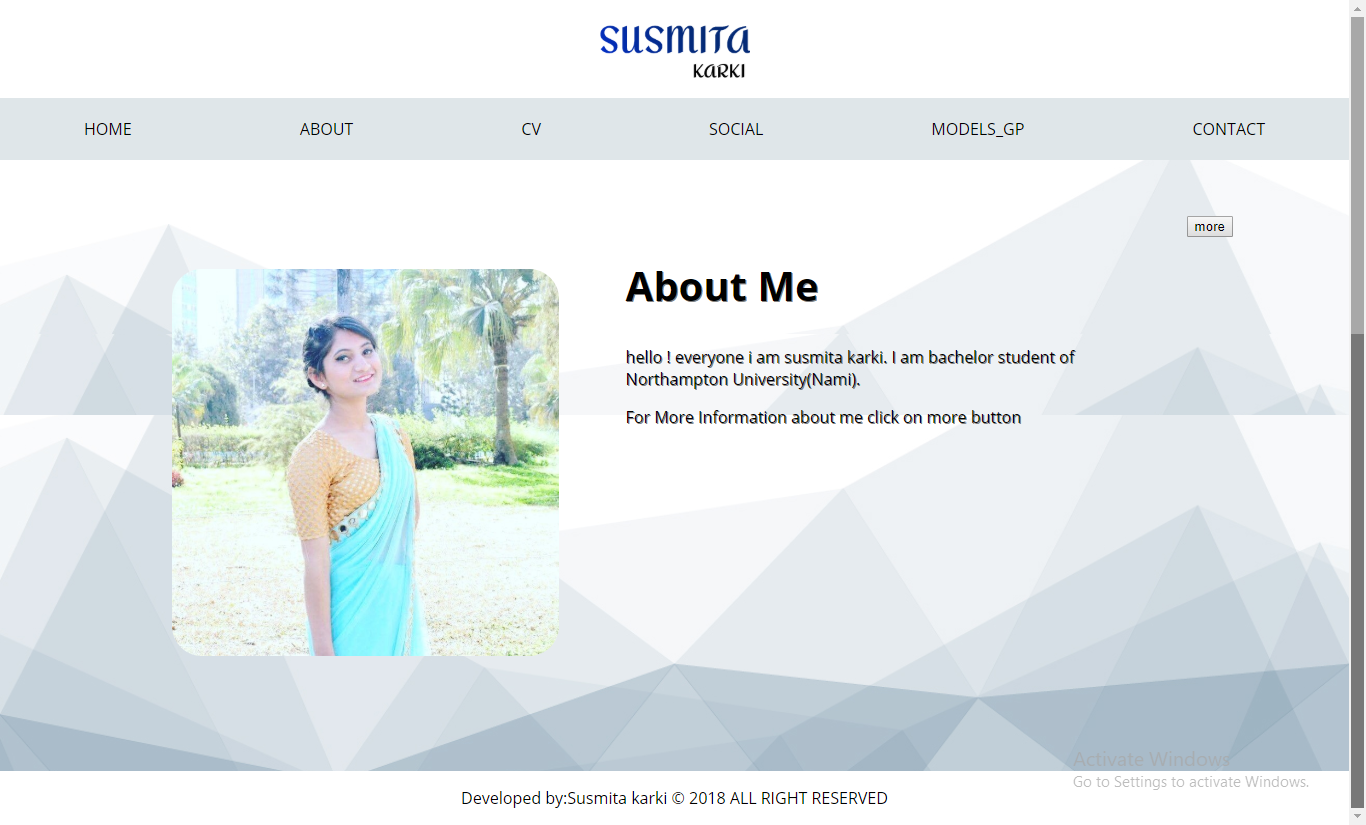 SUSMITA
KARKI
HOME ABOUT CV SOCIAL MODELS_GP CONTACT
more
About Me
hello ! everyone i am susmita karki. I am bachelor student of
Northampton University(Nami).
For More Information about me click on more button
Activate Windows
Go to Settings to activate Windows.
Developed by:Susmita karki © 2018 ALL RIGHT RESERVED